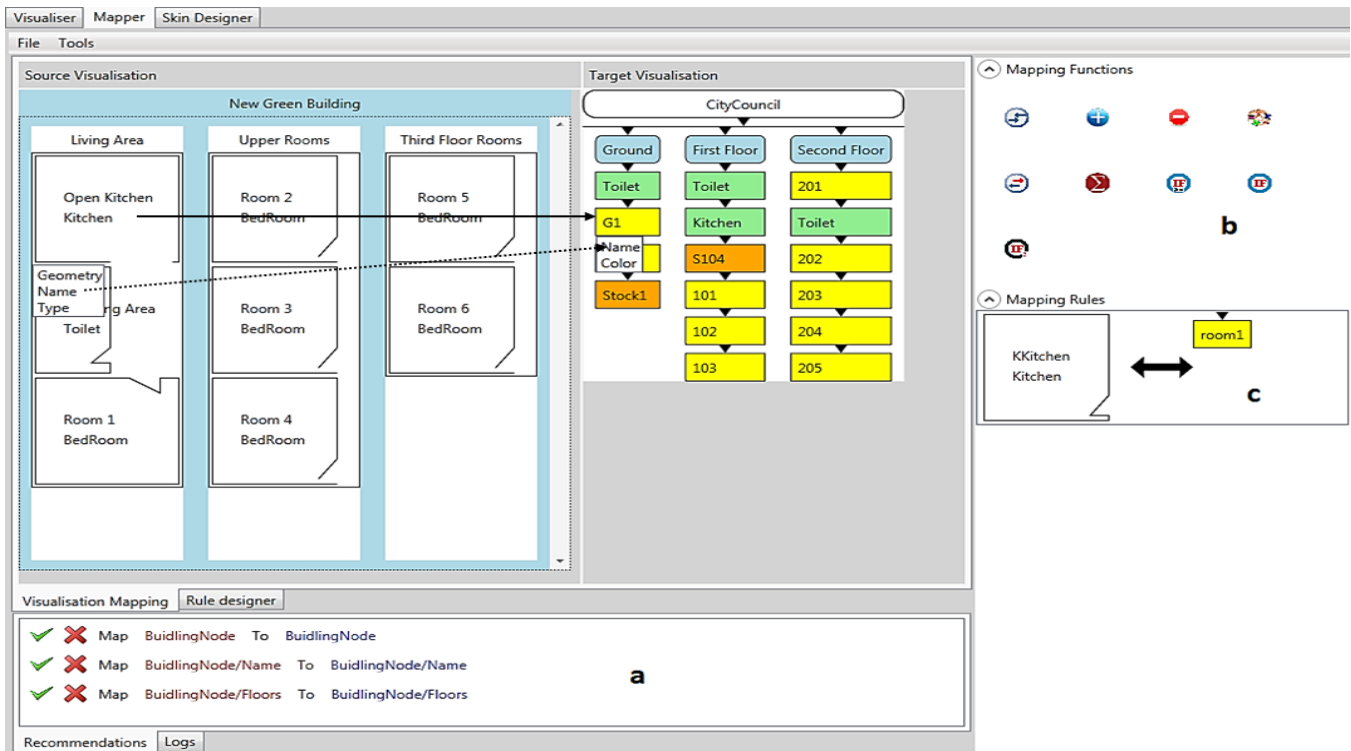 Visualiser Mapper Skin Designer
File Tools
Source Visualisation
New Green Building
Living Area Upper Rooms Third Floor Rooms
Open Kitchen
Kitchen
Room 2
BedRoom
Room 5
BedRoom
Geometry
Name
Type
ng Area
Toilet
Room 3
BedRoom
Room 6
BedRoom
Room 1
BedRoom
Room 4
BedRoom
Target Visualisation
CityCouncil
Ground First Floor Second Floor
Toilet Toilet 201
G1 Kitchen Toilet
Name
Color
S104 202
Stock1 101 203
102 204
103 205
Mapping Functions
IF
IF
IF
b
Mapping Rules
KKitchen
Kitchen
room1
c
Visualisation Mapping Rule designer
Map BuidlingNode To BuidlingNode
Map BuidlingNode/Name To BuidlingNode/Name
Map BuidlingNode/Floors To BuidlingNode/Floors
a
Recommendations Logs